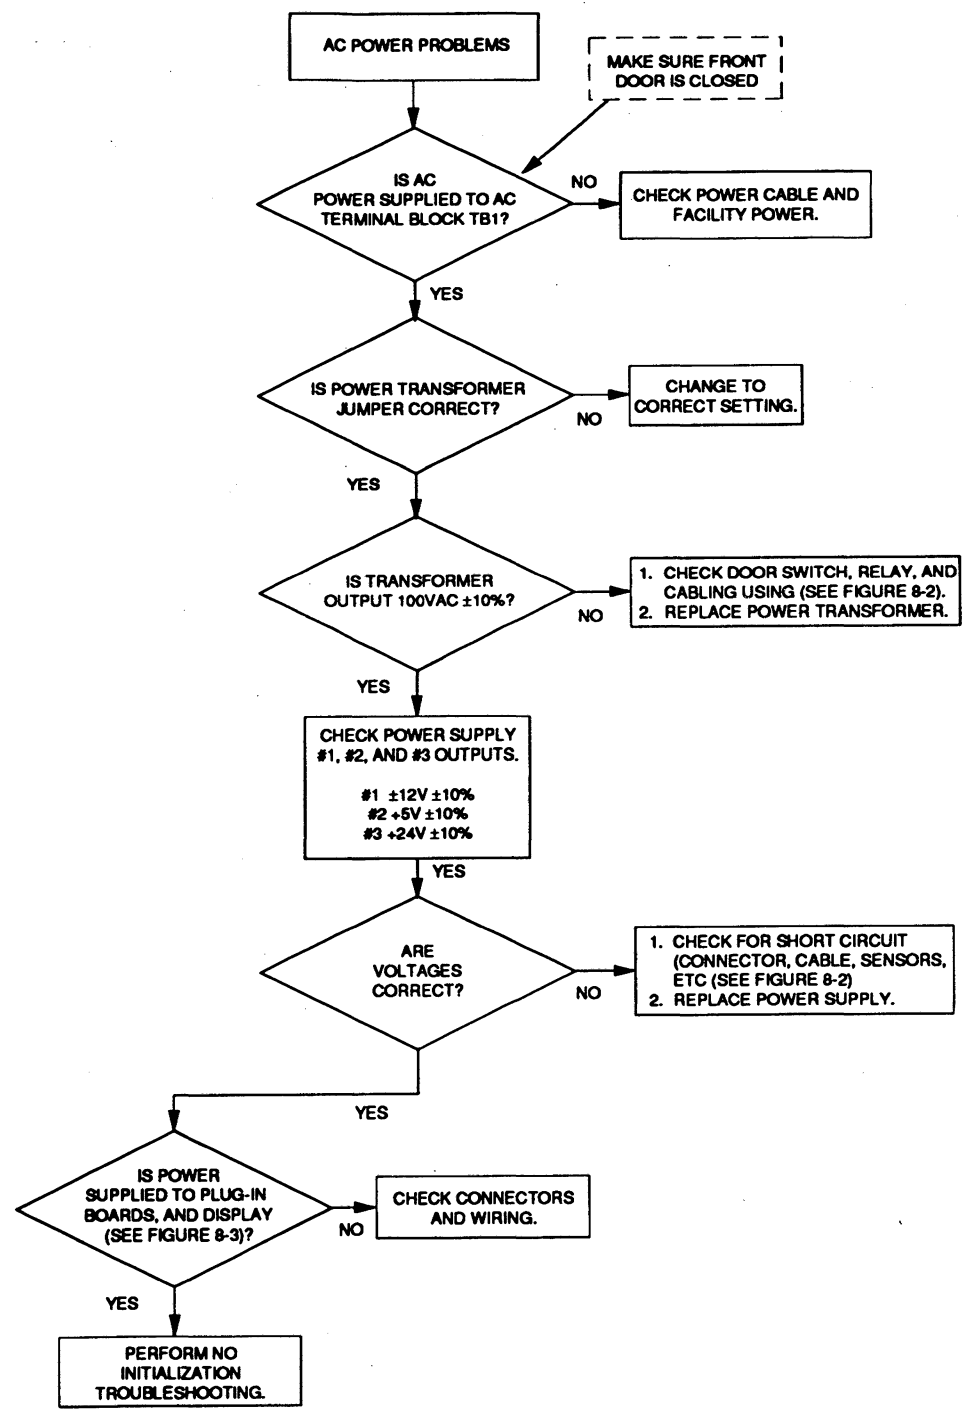 AC POWER PROBLEMS
MAKE SURE FRONT
DOOR IS CLOSED
IS AC
POWER SUPPLIED TO AC
TERMINAL BLOCK TB1?
NO
CHECK POWER CABLE AND
FACILITY POWER.
YES
IS POWER TRANSFORMER
JUMPER CORRECT?
NO
CHANGE TO
CORRECT SETTING.
YES
IS TRANSFORMER
OUTPUT 100VAC ±10%?
NO
1. CHECK DOOR SWITCH, RELAY, AND
CABLING USING (SEE FIGURE 8-2).
2. REPLACE POWER TRANSFORMER.
YES
CHECK POWER SUPPLY
#1, #2, AND #3 OUTPUTS.
#1 ±12V ±10%
#2 +5V ±10%
#3 +24V ±10%
YES
ARE
VOLTAGES
CORRECT?
NO
1. CHECK FOR SHORT CIRCUIT
(CONNECTOR, CABLE, SENSORS,
ETC (SEE FIGURE 8-2)
2. REPLACE POWER SUPPLY.
YES
IS POWER
SUPPLIED TO PLUG-IN
BOARDS, AND DISPLAY
(SEE FIGURE 8-3)?
NO
CHECK CONNECTORS
AND WIRING.
YES
PERFORM NO
INITIALIZATION
TROUBLESHOOTING.